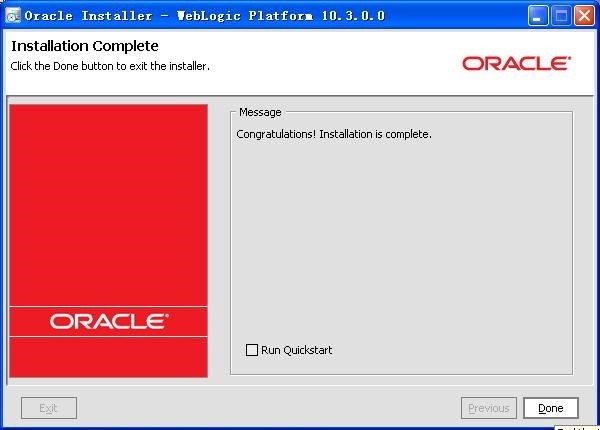 Oracle Installer - WebLogic Platform 10.3.0.0
Installation Complete
Click the Done button to exit the installer.
ORACLE®
Message
Congratulations! Installation is complete.
ORACLE®
Run Quickstart
Exit
Previous
Done